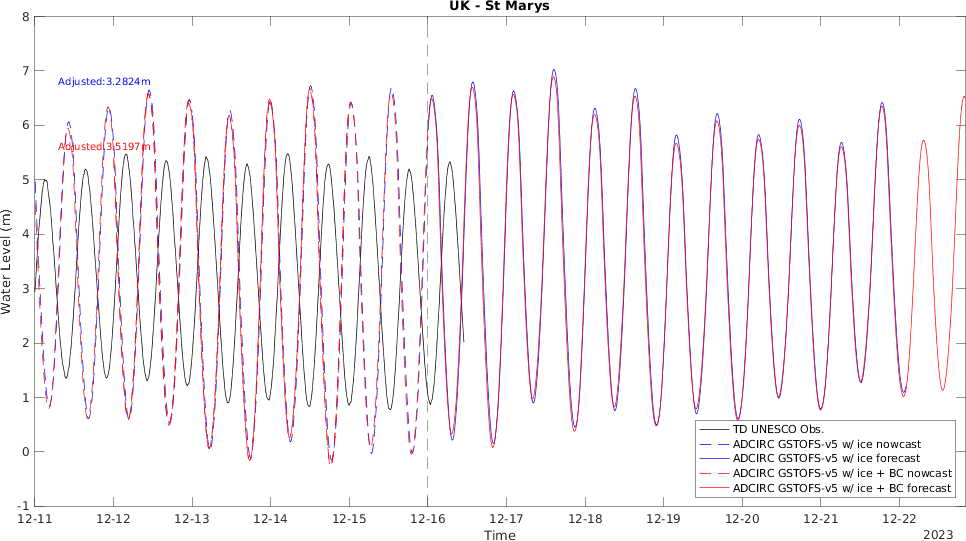 UK - St Marys
8
7
6
5
4
3
2
1
0
-1
Water Level (m)
Adjusted:3.2824m
Adjusted:3.5197m
TD UNESCO Obs.
ADCIRC GSTOFS-v5 w/ ice nowcast
ADCIRC GSTOFS-v5 w/ ice forecast
ADCIRC GSTOFS-v5 w/ ice + BC nowcast
ADCIRC GSTOFS-v5 w/ ice + BC forecast
12-11 12-12 12-13 12-14 12-15 12-16 12-17 12-18 12-19 12-20 12-21 12-22
Time
2023